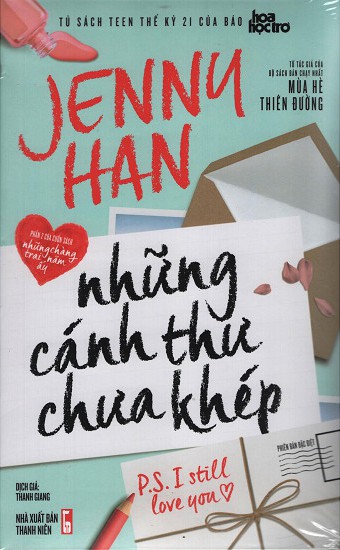 TỦ SÁCH TEEN THẾ KỶ 21 CỦA BÁO hoa học trò
TỪ TÁC GIẢ CỦA
BỘ SÁCH BÁN CHẠY NHẤT
MÙA HÈ
THIÊN ĐƯỜNG
JENNY
HAN
PHẦN 2 CỦA CUỐN SÁCH
những chàng
trai năm
ấy
những
cánh thư
chưa khép
PHIÊN BẢN ĐẶC BIỆT
P.S. I still
love you
DỊCH GIẢ:
THANH GIANG
NHÀ XUẤT BẢN
THANH NIÊN